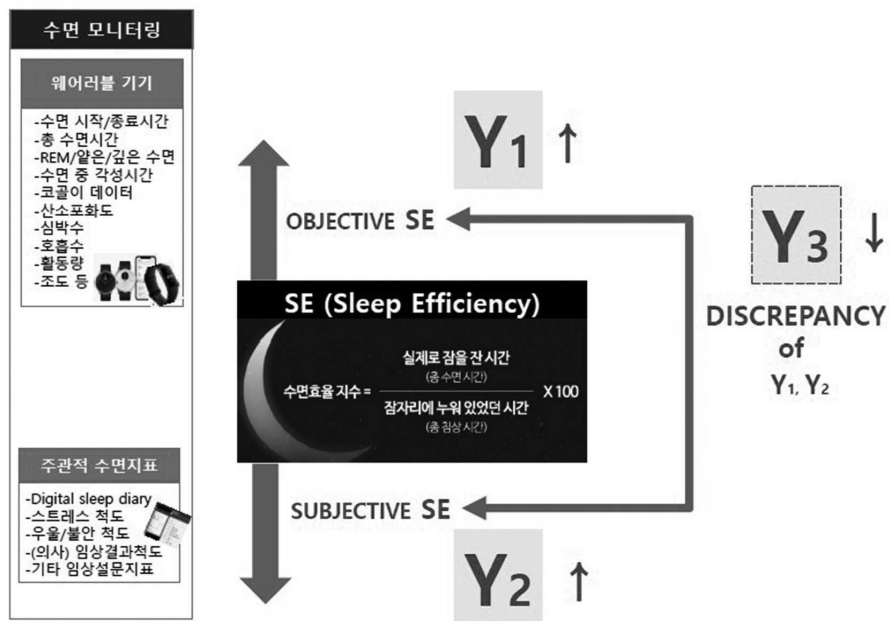 수면 모니터링
웨어러블 기기
-수면 시작/종료시간
-총 수면시간
-REM/얕은/깊은 수면
-수면 중 각성시간
-코골이 데이터
-산소포화도
-심박수
-호흡수
-활동량
-조도 등
주관적 수면지표
-Digital sleep diary
-스트레스 척도
-우울/불안 척도
-(의사) 임상결과척도
-기타 임상설문지표
Y1 ↑
OBJECTIVE SE
SE (Sleep Efficiency)
수면효율 지수 =
실제로 잠을 잔 시간
(총 수면 시간)
잠자리에 누워 있었던 시간
(총 침상 시간)
X 100
SUBJECTIVE SE
Y2 ↑
Y3 ↓
DISCREPANCY
of
Y1, Y2